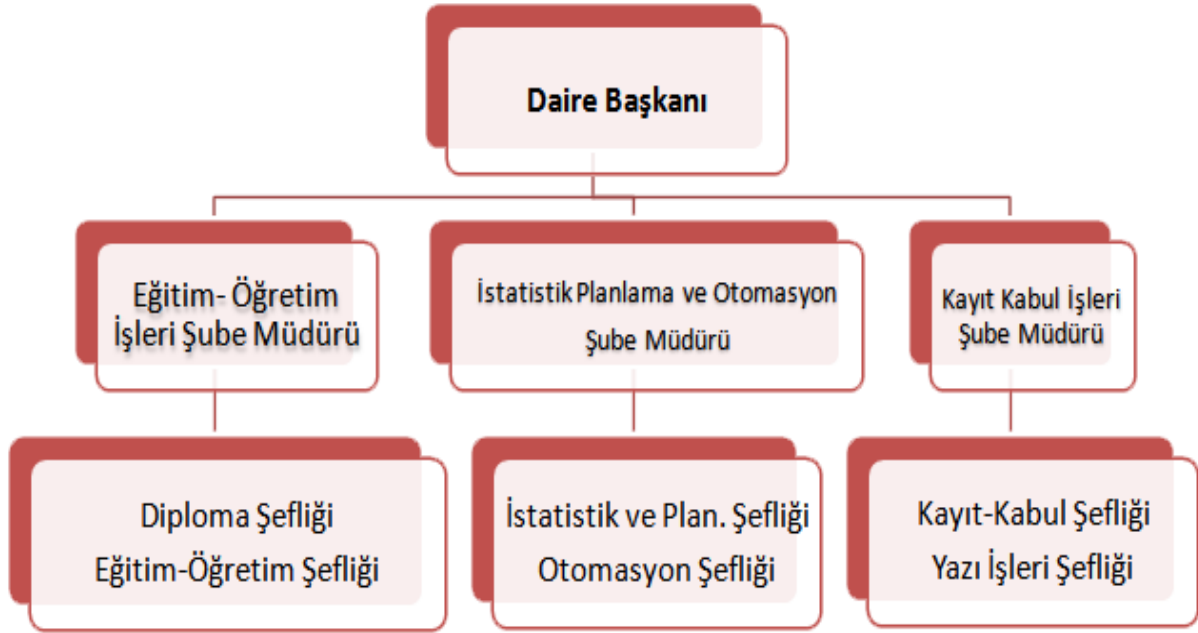 Daire Başkanı
Eğitim- Öğretim
İşleri Şube Müdürü
İstatistik Planlama ve Otomasyon
Şube Müdürü
Kayıt Kabul İşleri
Şube Müdürü
Diploma Şefliği
Eğitim-Öğretim Şefliği
İstatistik ve Plan. Şefliği
Otomasyon Şefliği
Kayıt-Kabul Şefliği
Yazı İşleri Şefliği